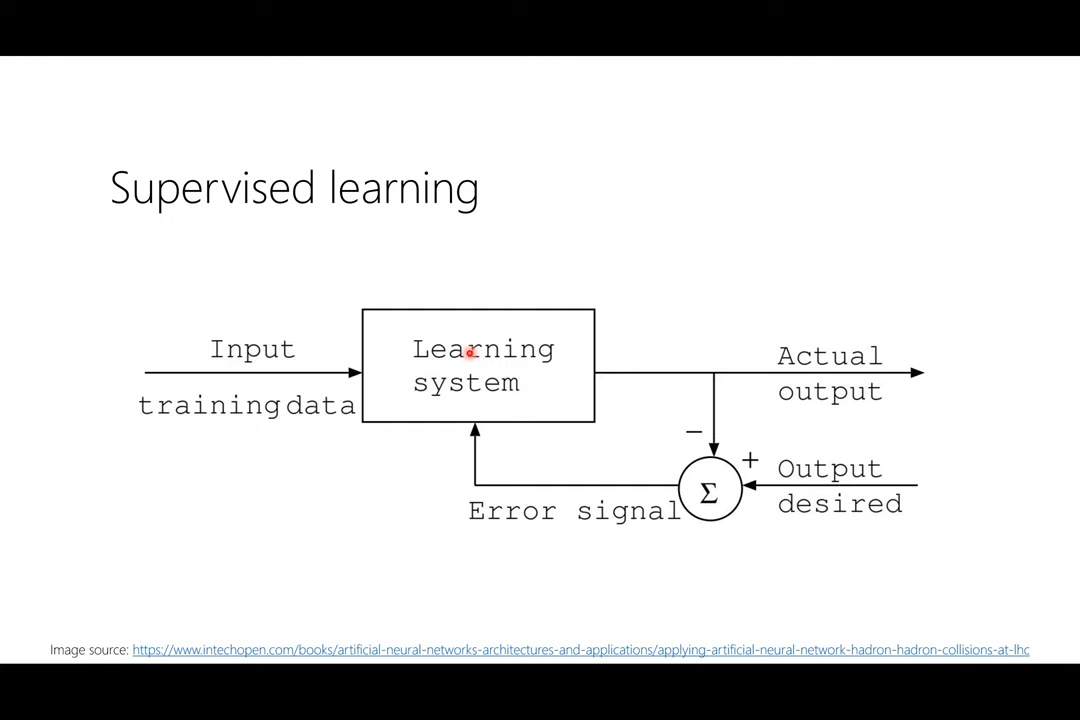 Supervised learning
Input
training data
Learning
system
Actual
output
−
+
Output
desired
Σ
Error signal
Image source: https://www.intechopen.com/books/artificial-neural-networks-architectures-and-applications/applying-artificial-neural-network-hadron-hadron-collisions-at-lhc